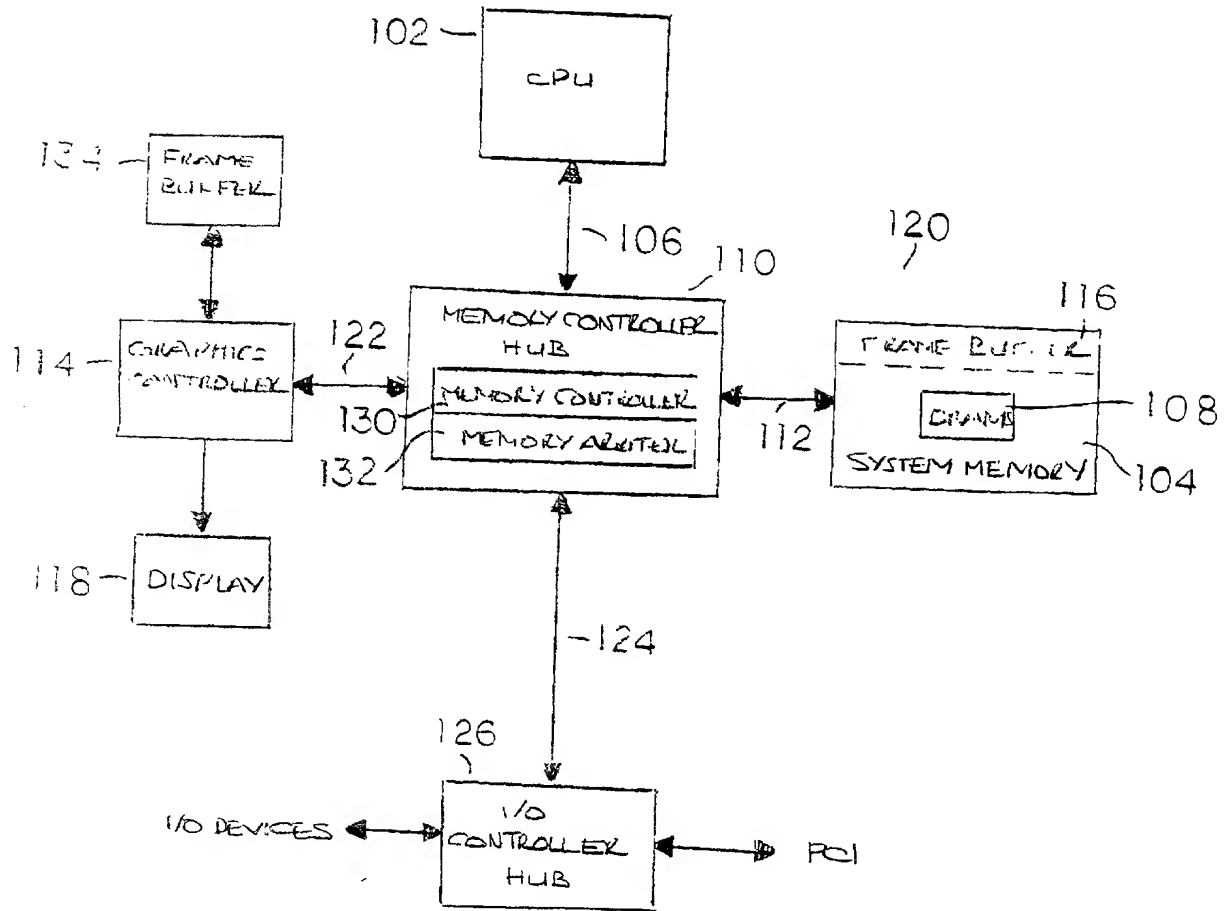 102
CPU
134
FRAME
BUFFER
106
110
120
116
MEMORY CONTROLLER
HUB
MEMORY CONTROLLER
130
MEMORY ARBITER
132
114
GRAPHICS
CONTROLLER
122
112
FRAME BUFFER
108
SYSTEM MEMORY
104
118
DISPLAY
124
126
I/O
CONTROLLER
HUB
I/O DEVICES
PCI